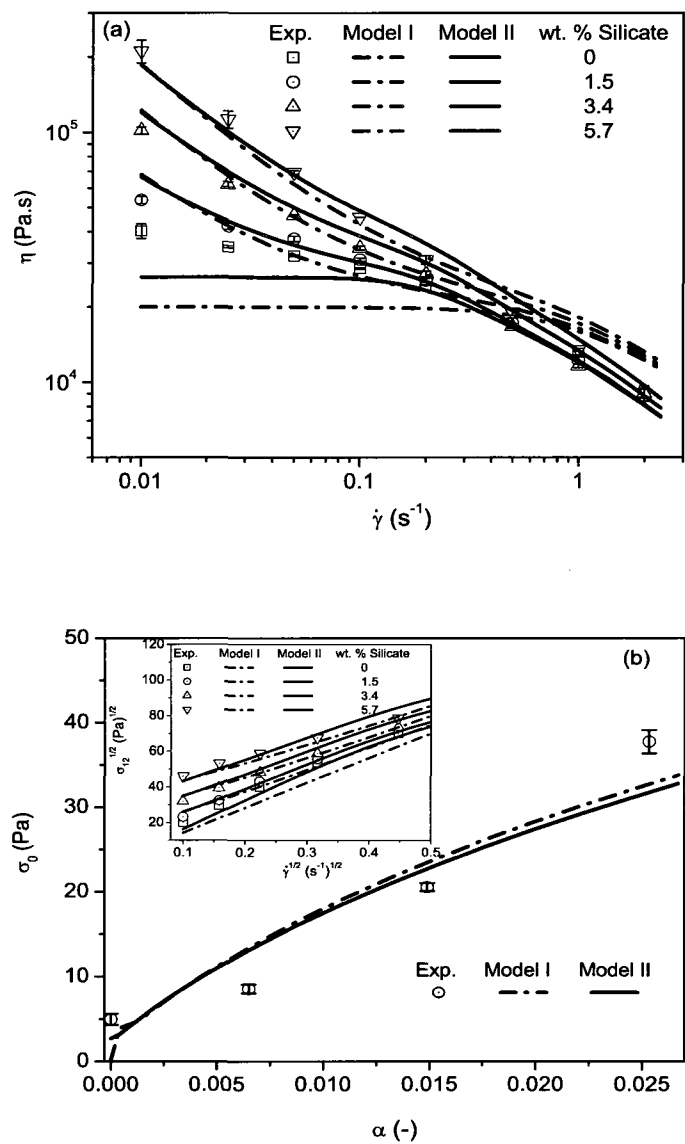 (a)
Exp. Model I Model II wt. % Silicate
0
1.5
3.4
5.7
10⁵
10⁴
η (Pa.s)
0.01 0.1 1
γ̇ (s⁻¹)
(b)
50
40
30
20
10
0
σ₀ (Pa)
Exp. Model I Model II wt. % Silicate
0
1.5
3.4
5.7
120
100
80
60
40
20
σ₁₂^1/2 (Pa)^1/2
0.1 0.2 0.3 0.4 0.5
γ̇^1/2 (s⁻¹)^1/2
Exp. Model I Model II
0.000 0.005 0.010 0.015 0.020 0.025
α (-)